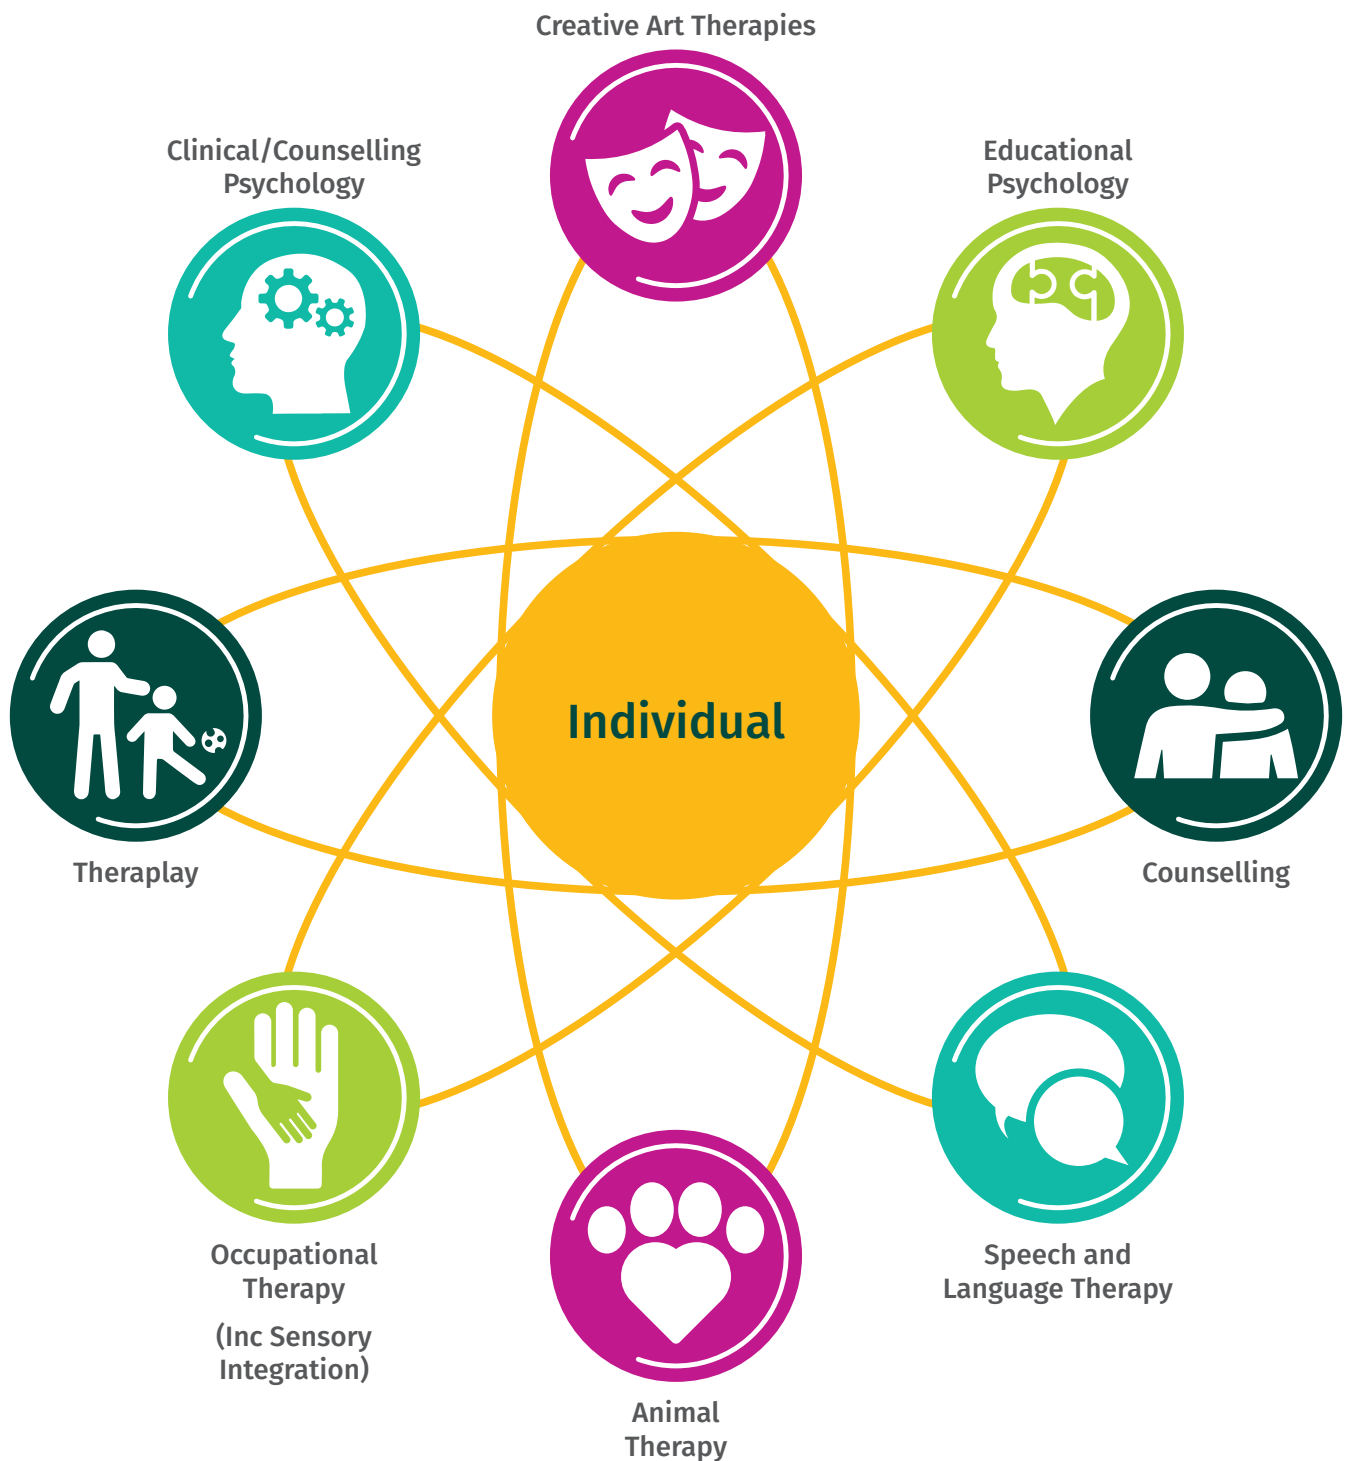 Creative Art Therapies
Clinical/Counselling
Psychology
Educational
Psychology
Individual
Theraplay
Counselling
Occupational
Therapy
(Inc Sensory
Integration)
Speech and
Language Therapy
Animal
Therapy